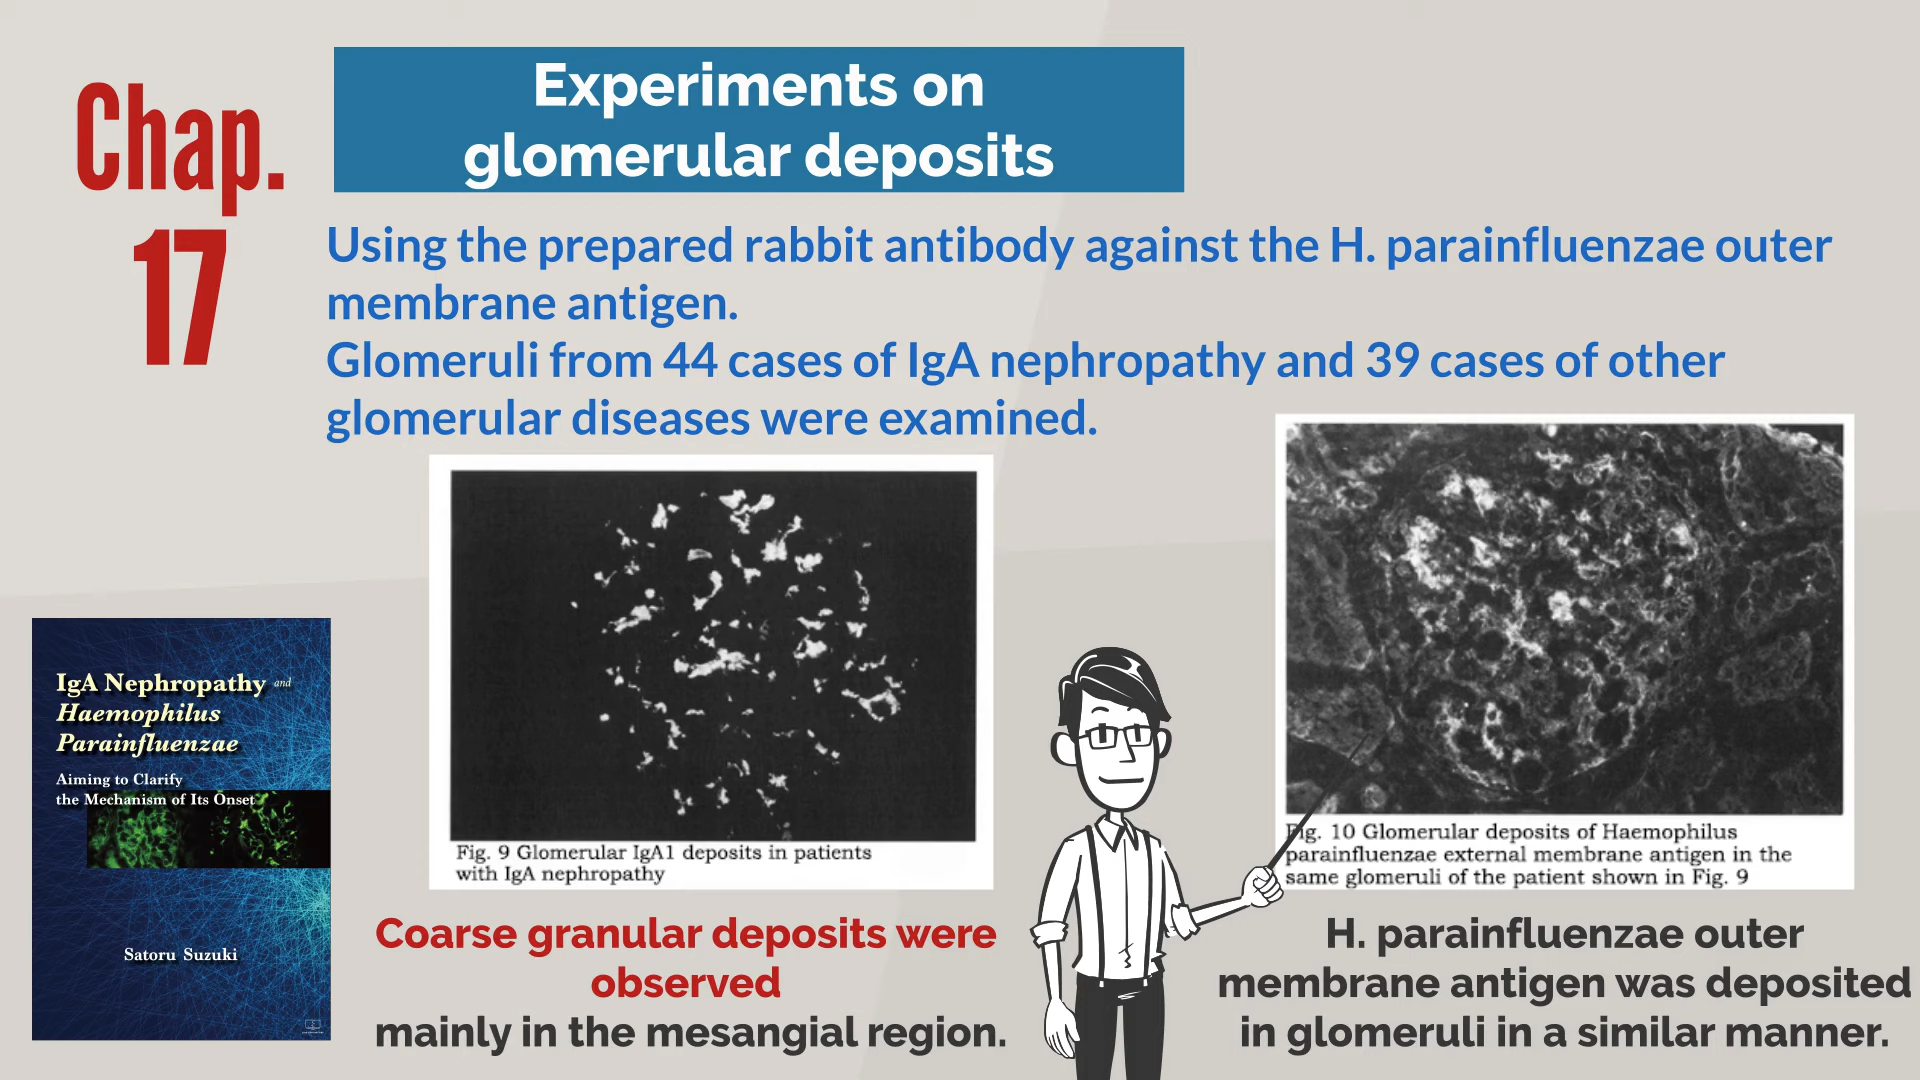 Chap.
17
Experiments on
glomerular deposits
Using the prepared rabbit antibody against the H. parainfluenzae outer
membrane antigen.
Glomeruli from 44 cases of IgA nephropathy and 39 cases of other
glomerular diseases were examined.
IgA Nephropathy and
Haemophilus
Parainfluenzae
Aiming to Clarify
the Mechanism of Its Onset
Satoru Suzuki
Fig. 9 Glomerular IgA1 deposits in patients
with IgA nephropathy
Coarse granular deposits were
observed
mainly in the mesangial region.
Fig. 10 Glomerular deposits of Haemophilus
parainfluenzae external membrane antigen in the
same glomeruli of the patient shown in Fig. 9
H. parainfluenzae outer
membrane antigen was deposited
in glomeruli in a similar manner.